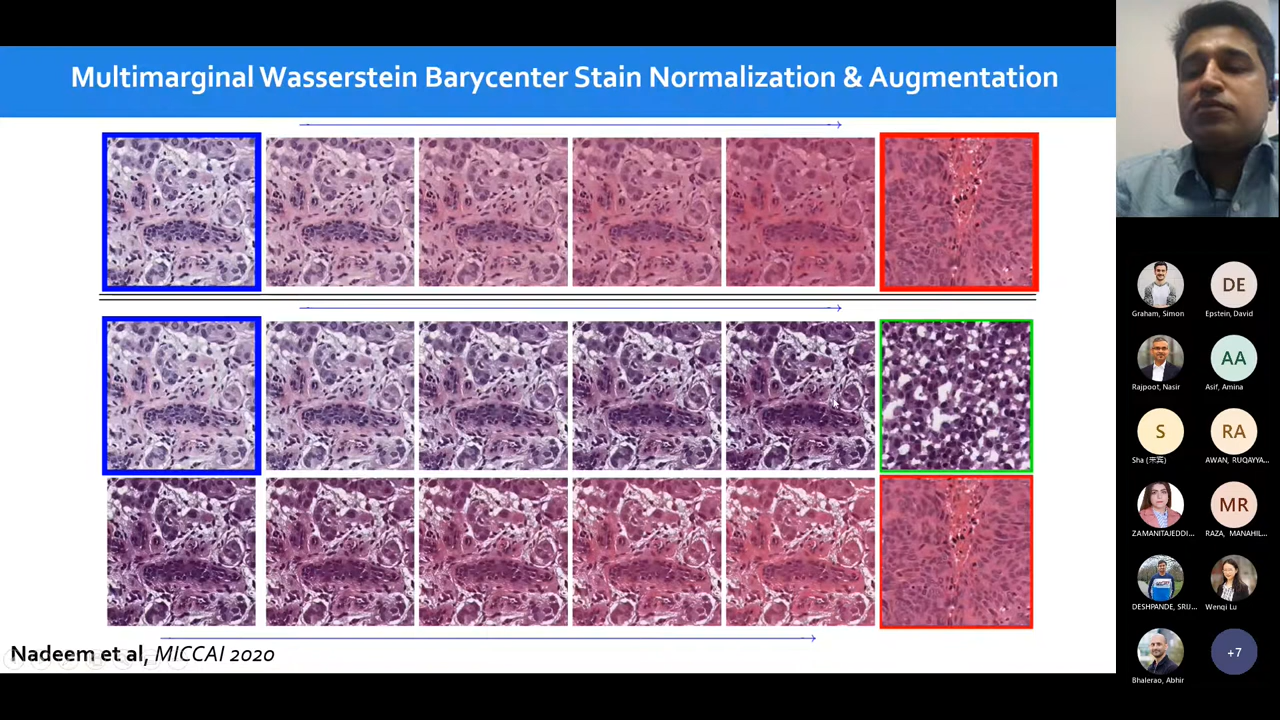 Multimarginal Wasserstein Barycenter Stain Normalization & Augmentation
Nadeem et al, MICCAI 2020
Graham, Simon
DE
Epstein, David
Rajpoot, Nasir
AA
Asif, Amina
S
Sha
RA
AWAN, RUQAYYA...
ZAMANITAJEDDI...
MR
RAZA, MANAHIL...
DESHPANDE, SRIJ...
Wenqi Lu
Bhalerao, Abhir
+7